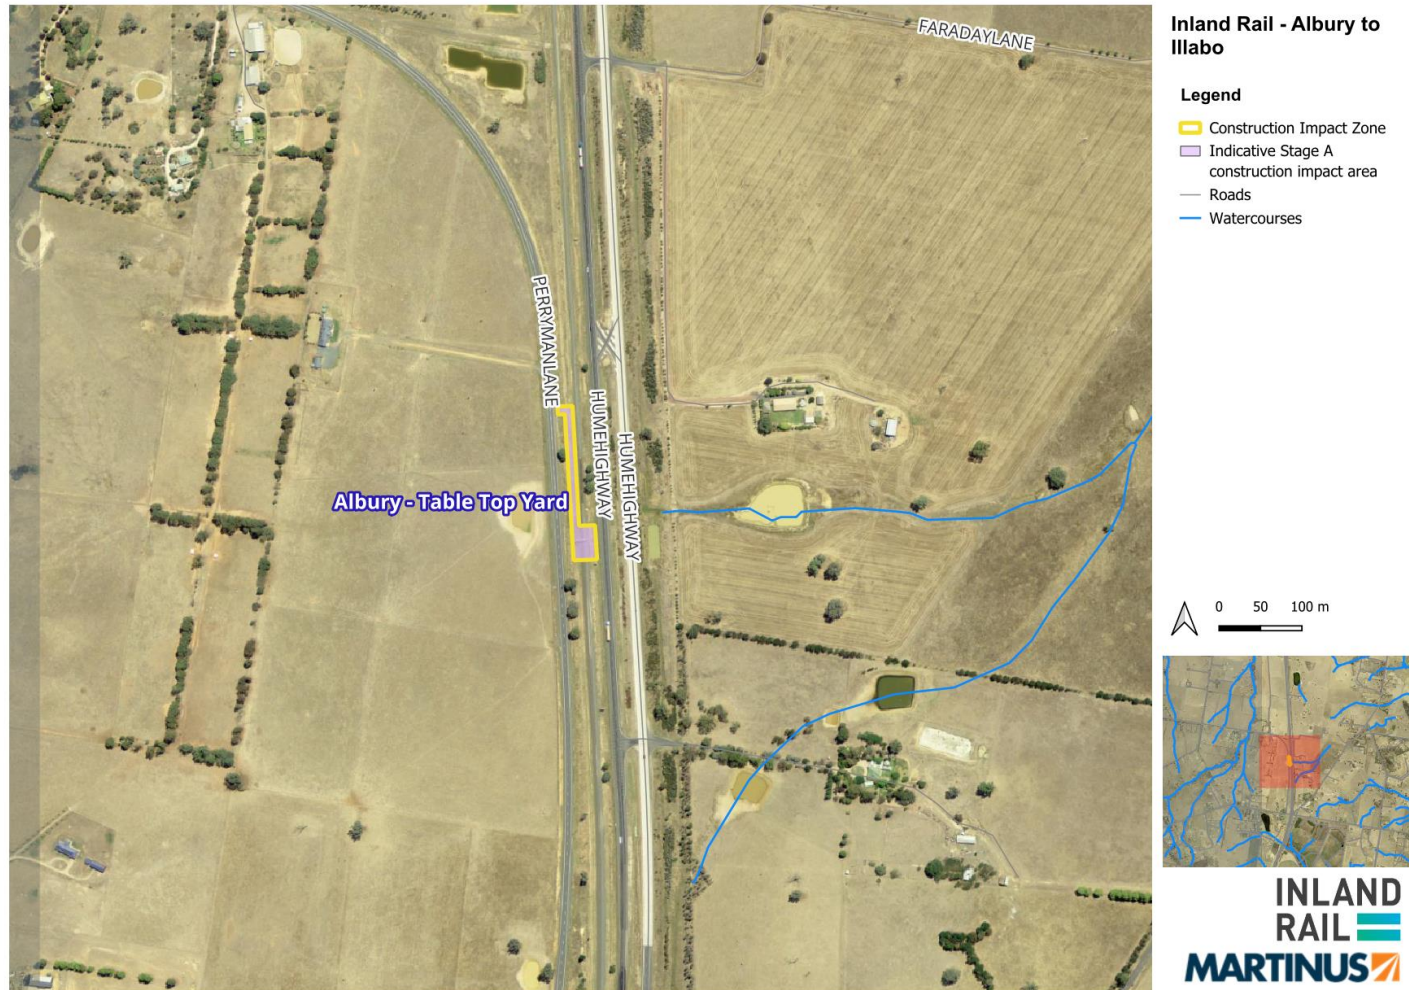 Inland Rail - Albury to
Illabo
Legend
Construction Impact Zone
Indicative Stage A
construction impact area
Roads
Watercourses
FARADAYLANE
PERRYMANLANE
HUMEHIGHWAY
HUMEHIGHWAY
Albury - Table Top Yard
0 50 100 m
INLAND
RAIL
MARTINUS